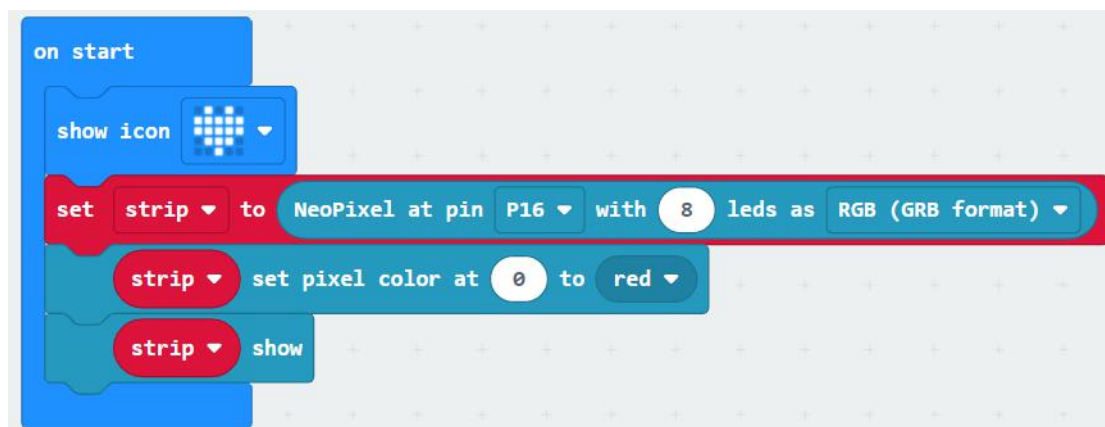 on start
show icon
set strip to NeoPixel at pin P16 with 8 leds as RGB (GRB format)
strip set pixel color at 0 to red
strip show